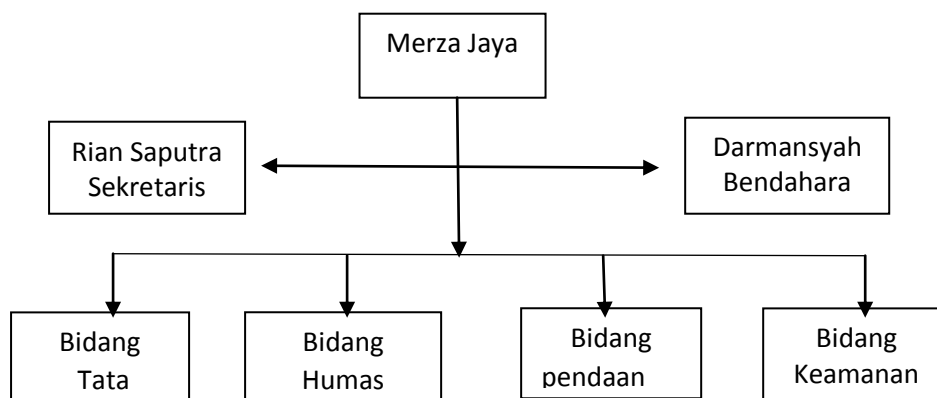 Merza Jaya
Rian Saputra
Sekretaris
Darmansyah
Bendahara
Bidang
Tata
Bidang
Humas
Bidang
pendaan
Bidang
Keamanan